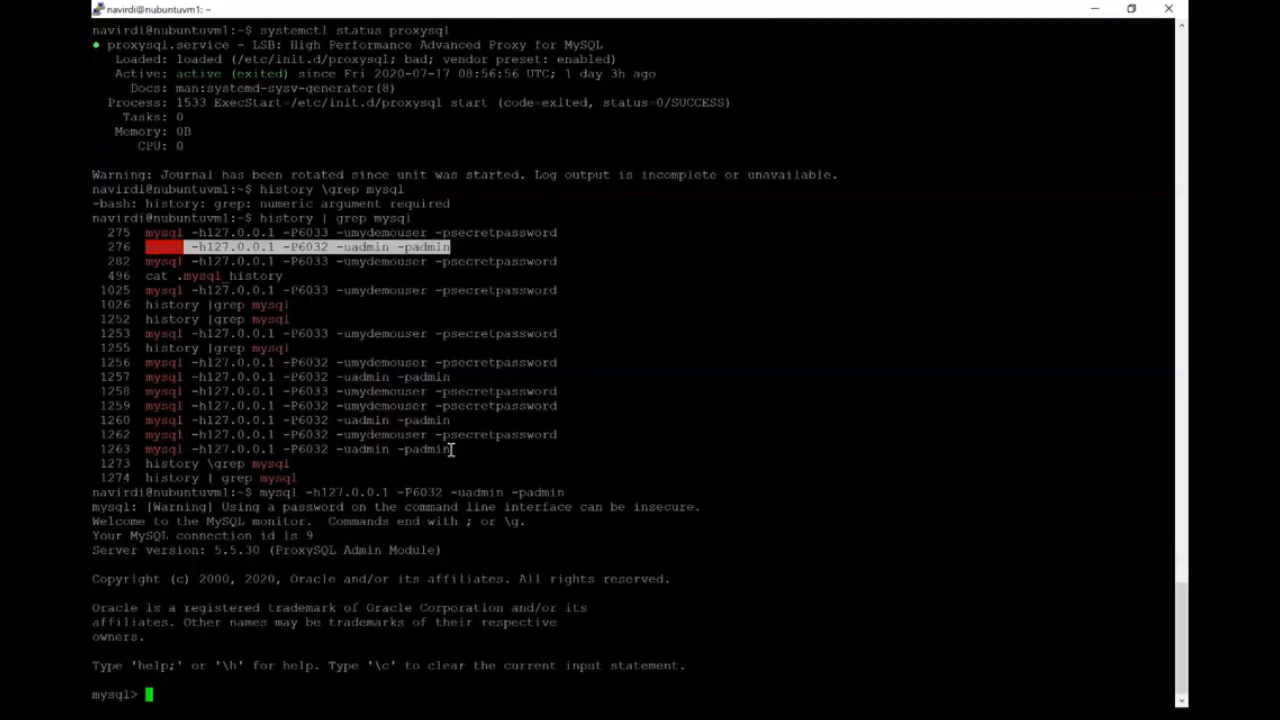 navirdi@nubuntuvm1: ~
navirdi@nubuntuvm1:~$ systemctl status proxysql
● proxysql.service - LSB: High Performance Advanced Proxy for MySQL
   Loaded: loaded (/etc/init.d/proxysql; bad; vendor preset: enabled)
   Active: active (exited) since Fri 2020-07-17 08:56:56 UTC; 1 day 3h ago
     Docs: man:systemd-sysv-generator(8)
  Process: 1533 ExecStart=/etc/init.d/proxysql start (code=exited, status=0/SUCCESS)
    Tasks: 0
   Memory: 0B
      CPU: 0
Warning: Journal has been rotated since unit was started. Log output is incomplete or unavailable.
navirdi@nubuntuvm1:~$ history \grep mysql
-bash: history: grep: numeric argument required
navirdi@nubuntuvm1:~$ history | grep mysql
  275  mysql -h127.0.0.1 -P6033 -umydemouser -psecretpassword
  276  -h127.0.0.1 -P6032 -uadmin -padmin
  282  mysql -h127.0.0.1 -P6033 -umydemouser -psecretpassword
  496  cat .mysql_history
 1025  mysql -h127.0.0.1 -P6033 -umydemouser -psecretpassword
 1026  history |grep mysql
 1252  history |grep mysql
 1253  mysql -h127.0.0.1 -P6033 -umydemouser -psecretpassword
 1255  history |grep mysql
 1256  mysql -h127.0.0.1 -P6032 -umydemouser -psecretpassword
 1257  mysql -h127.0.0.1 -P6032 -uadmin -padmin
 1258  mysql -h127.0.0.1 -P6033 -umydemouser -psecretpassword
 1259  mysql -h127.0.0.1 -P6032 -umydemouser -psecretpassword
 1260  mysql -h127.0.0.1 -P6032 -uadmin -padmin
 1262  mysql -h127.0.0.1 -P6032 -umydemouser -psecretpassword
 1263  mysql -h127.0.0.1 -P6032 -uadmin -padmin
 1273  history \grep mysql
 1274  history | grep mysql
navirdi@nubuntuvm1:~$ mysql -h127.0.0.1 -P6032 -uadmin -padmin
mysql: [Warning] Using a password on the command line interface can be insecure.
Welcome to the MySQL monitor.  Commands end with ; or \g.
Your MySQL connection id is 9
Server version: 5.5.30 (ProxySQL Admin Module)
Copyright (c) 2000, 2020, Oracle and/or its affiliates. All rights reserved.
Oracle is a registered trademark of Oracle Corporation and/or its
affiliates. Other names may be trademarks of their respective
owners.
Type 'help;' or '\h' for help. Type '\c' to clear the current input statement.
mysql>